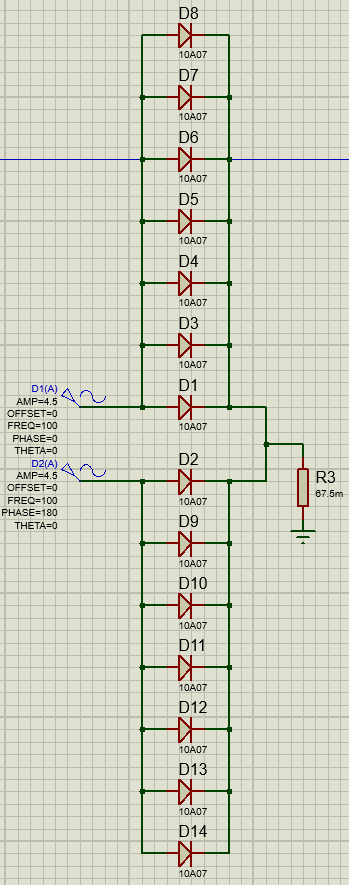 D8
10A07
D7
10A07
D6
10A07
D5
10A07
D4
10A07
D3
10A07
D1(A)
AMP=4.5
OFFSET=0
FREQ=100
PHASE=0
THETA=0
D1
10A07
D2(A)
AMP=4.5
OFFSET=0
FREQ=100
PHASE=180
THETA=0
D2
10A07
R3
67.5m
D9
10A07
D10
10A07
D11
10A07
D12
10A07
D13
10A07
D14
10A07